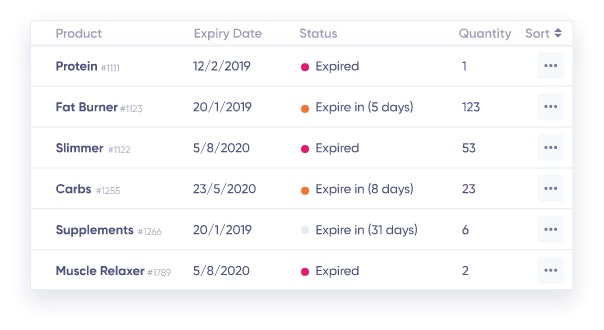 Product Expiry Date Status Quantity Sort
Protein #1111 12/2/2019 Expired 1
Fat Burner #1123 20/1/2019 Expire in (5 days) 123
Slimmer #1122 5/8/2020 Expired 53
Carbs #1255 23/5/2020 Expire in (8 days) 23
Supplements #1266 20/1/2019 Expire in (31 days) 6
Muscle Relaxer #1789 5/8/2020 Expired 2